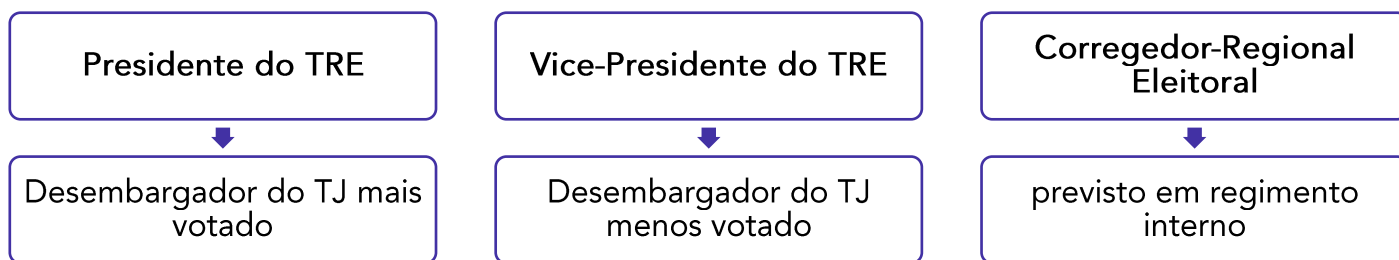 Presidente do TRE
Desembargador do TJ mais
votado
Vice-Presidente do TRE
Desembargador do TJ
menos votado
Corregedor-Regional
Eleitoral
previsto em regimento
interno